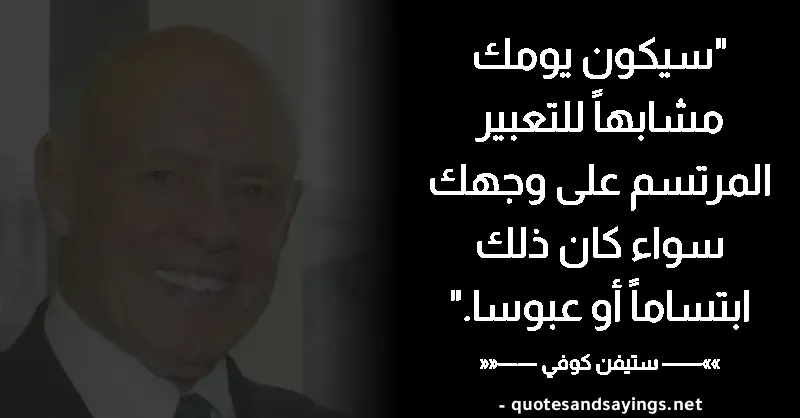 "سيكون يومك
مشابهاً للتعبير
المرتسم على وجهك
سواء كان ذلك
ابتساماً أو عبوسا."
»»—— ستيفن كوفي ——««
- quotesandsayings.net